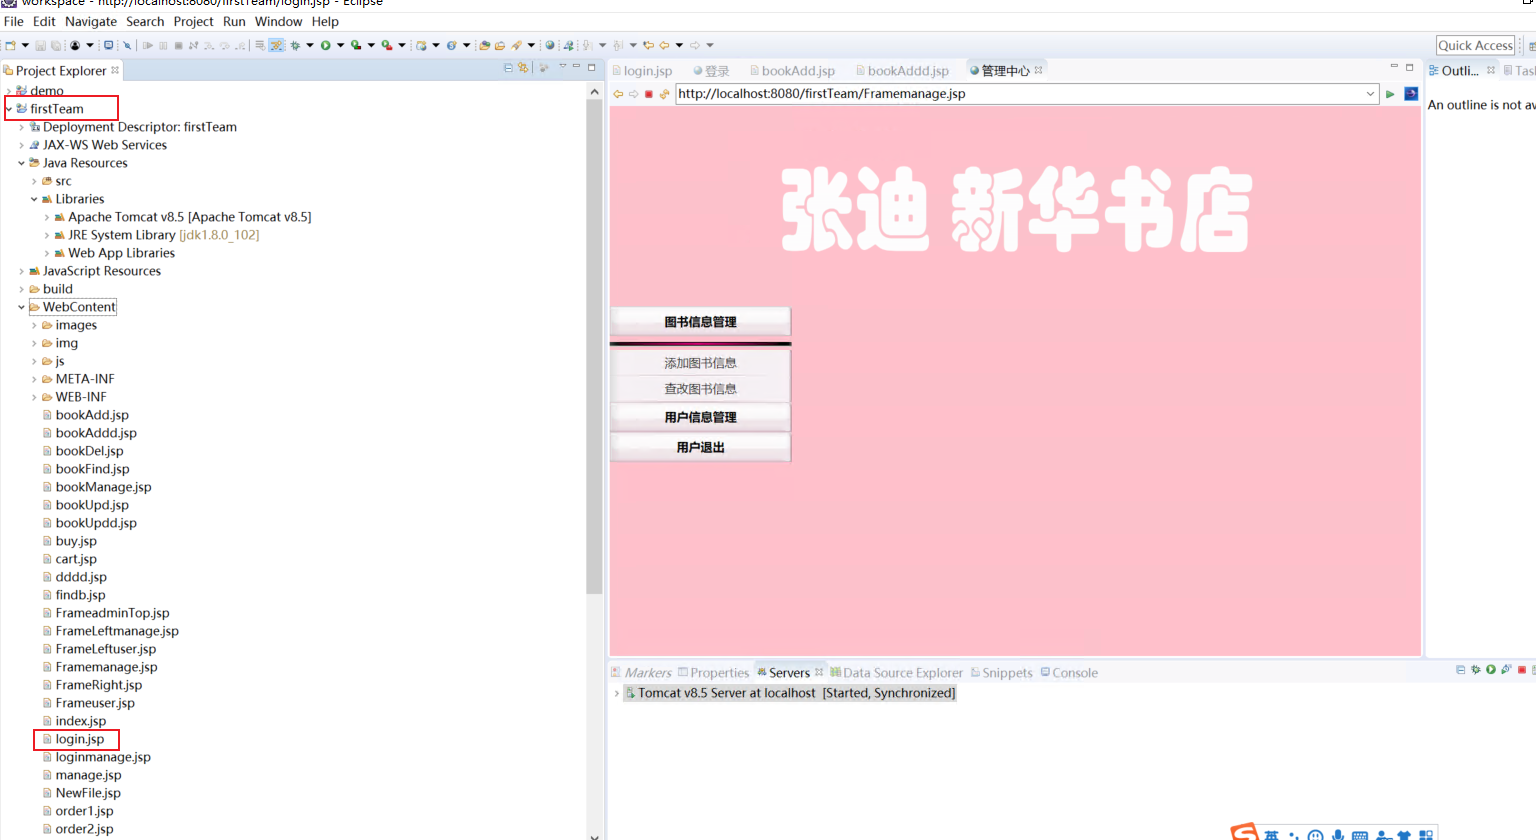 workspace - http://localhost:8080/firstTeam/login.jsp - Eclipse
File Edit Navigate Search Project Run Window Help
Quick Access
Project Explorer
demo
firstTeam
Deployment Descriptor: firstTeam
JAX-WS Web Services
Java Resources
src
Libraries
Apache Tomcat v8.5 [Apache Tomcat v8.5]
JRE System Library [jdk1.8.0_102]
Web App Libraries
JavaScript Resources
build
WebContent
images
img
js
META-INF
WEB-INF
bookAdd.jsp
bookAddd.jsp
bookDel.jsp
bookFind.jsp
bookManage.jsp
bookUpd.jsp
bookUpdd.jsp
buy.jsp
cart.jsp
dddd.jsp
findb.jsp
FrameadminTop.jsp
FrameLeftmanage.jsp
FrameLeftuser.jsp
Framemanage.jsp
FrameRight.jsp
Frameuser.jsp
index.jsp
login.jsp
loginmanage.jsp
manage.jsp
NewFile.jsp
order1.jsp
order2.jsp
login.jsp 登录 bookAdd.jsp bookAddd.jsp 管理中心
http://localhost:8080/firstTeam/Framemanage.jsp
张迪 新华书店
图书信息管理
添加图书信息
查改图书信息
用户信息管理
用户退出
Markers Properties Servers Data Source Explorer Snippets Console
Tomcat v8.5 Server at localhost [Started, Synchronized]
Outli... Tas
An outline is not av
英